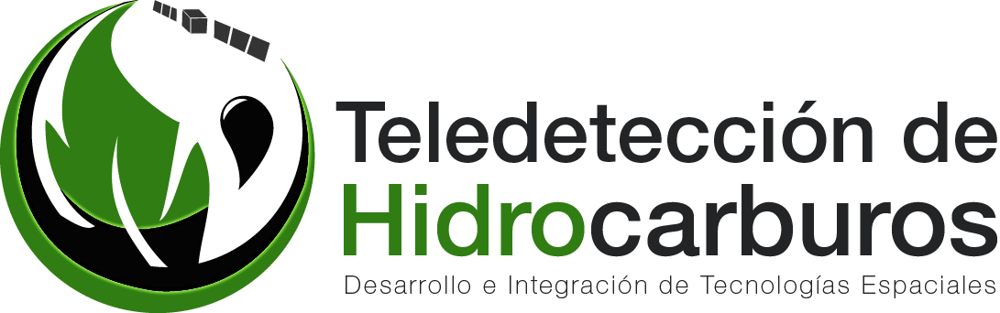 Teledetección de
Hidrocarburos
Desarrollo e Integración de Tecnologías Espaciales